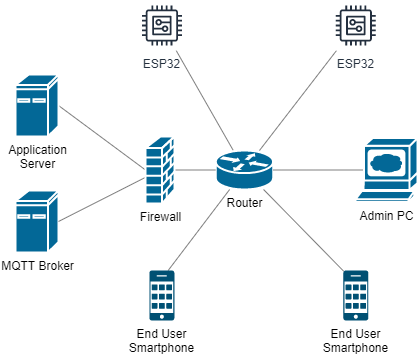 ESP32
ESP32
Application
Server
Firewall
Router
Admin PC
MQTT Broker
End User
Smartphone
End User
Smartphone